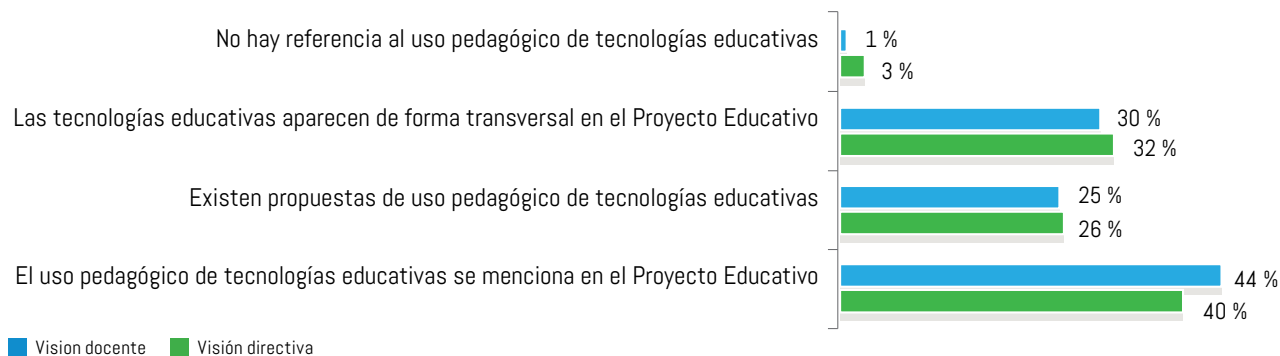 No hay referencia al uso pedagógico de tecnologías educativas
1 %
3 %
Las tecnologías educativas aparecen de forma transversal en el Proyecto Educativo
30 %
32 %
Existen propuestas de uso pedagógico de tecnologías educativas
25 %
26 %
El uso pedagógico de tecnologías educativas se menciona en el Proyecto Educativo
44 %
40 %
Vision docente
Visión directiva